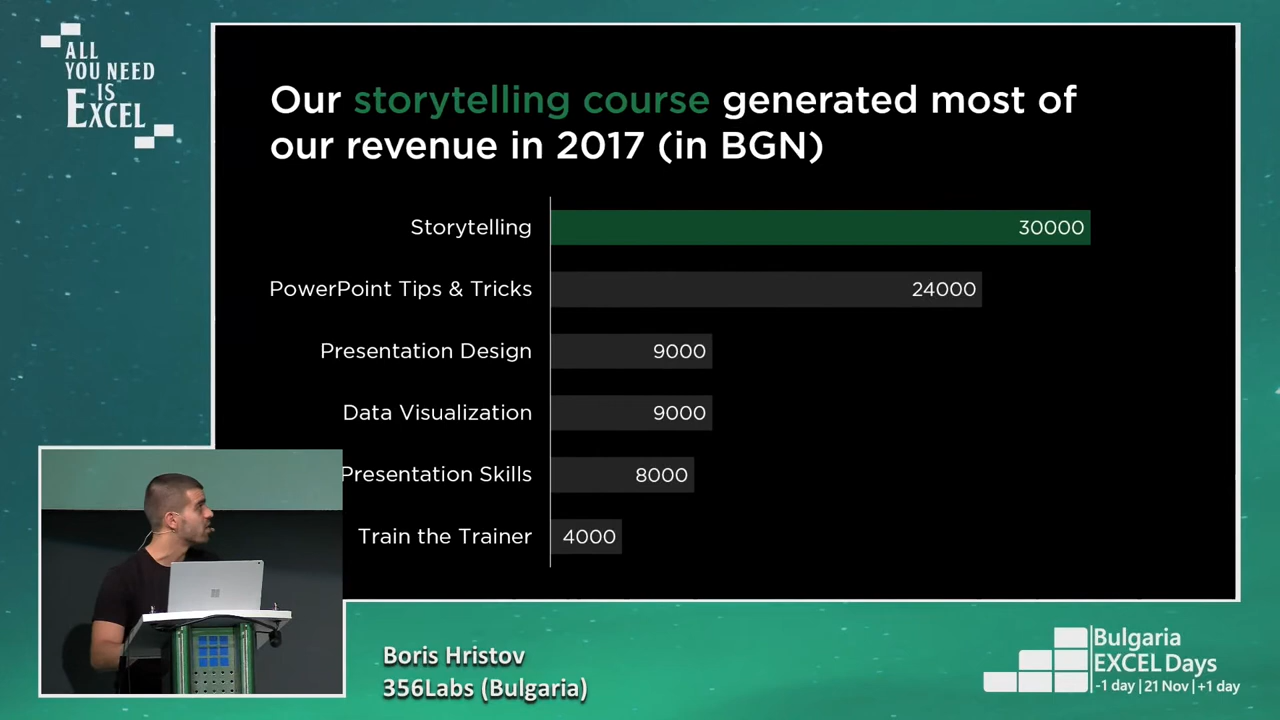 ALL
YOU NEED
IS
EXCEL
Our storytelling course generated most of
our revenue in 2017 (in BGN)
Storytelling 30000
PowerPoint Tips & Tricks 24000
Presentation Design 9000
Data Visualization 9000
Presentation Skills 8000
Train the Trainer 4000
Boris Hristov
356Labs (Bulgaria)
Bulgaria
EXCEL Days
-1 day | 21 Nov | +1 day